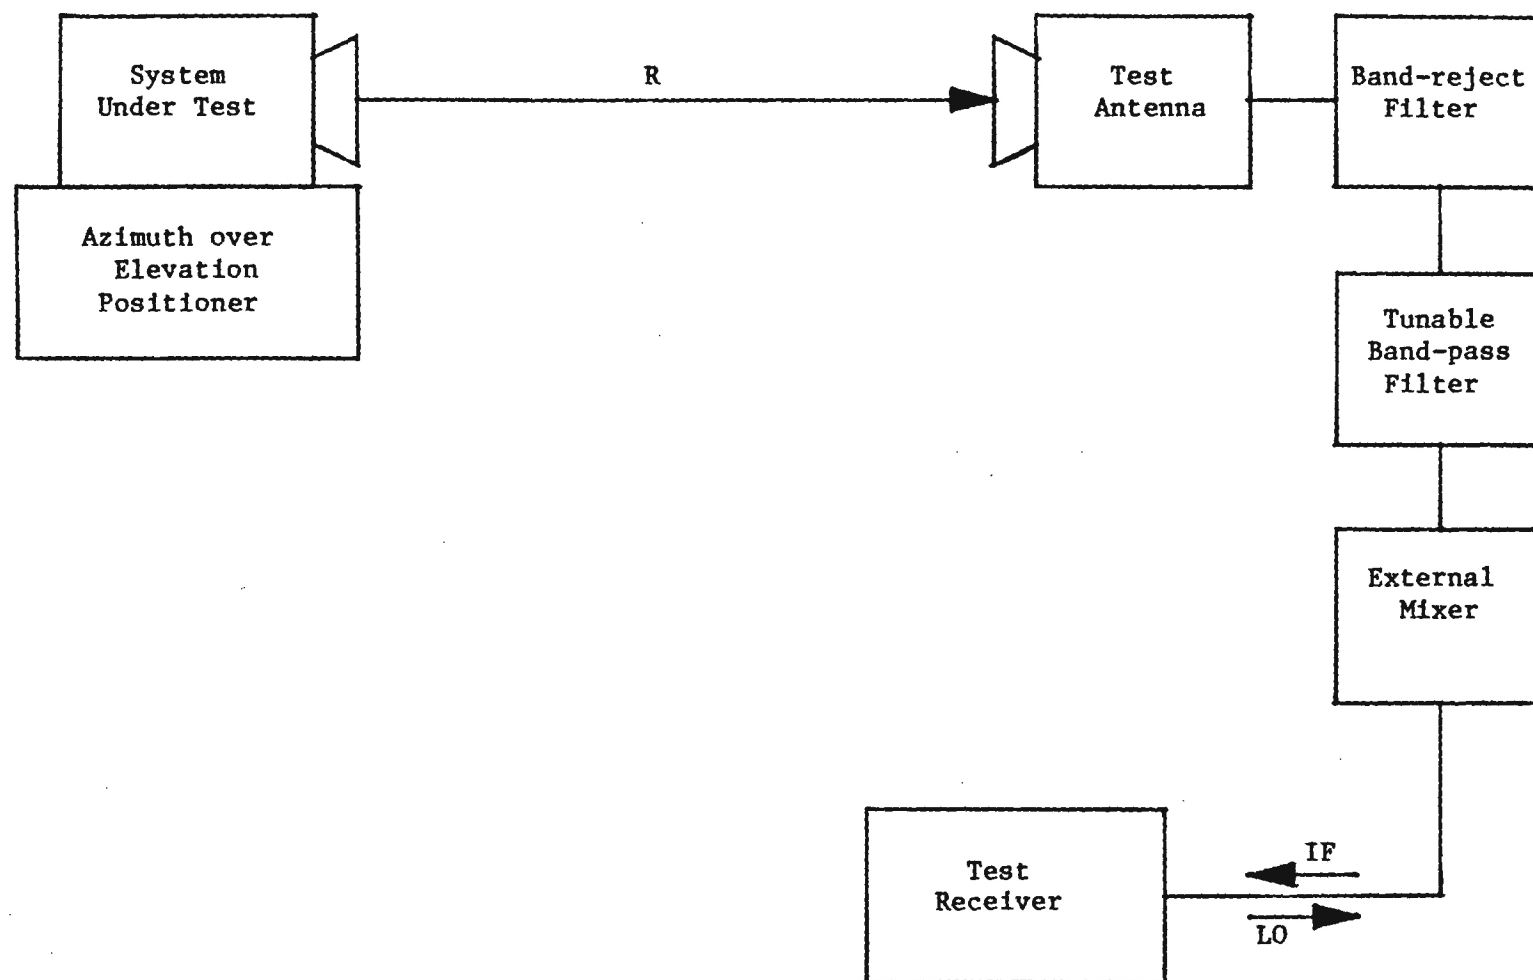 System
Under Test
R
Test
Antenna
Band-reject
Filter
Azimuth over
Elevation
Positioner
Tunable
Band-pass
Filter
External
Mixer
Test
Receiver
IF
LO